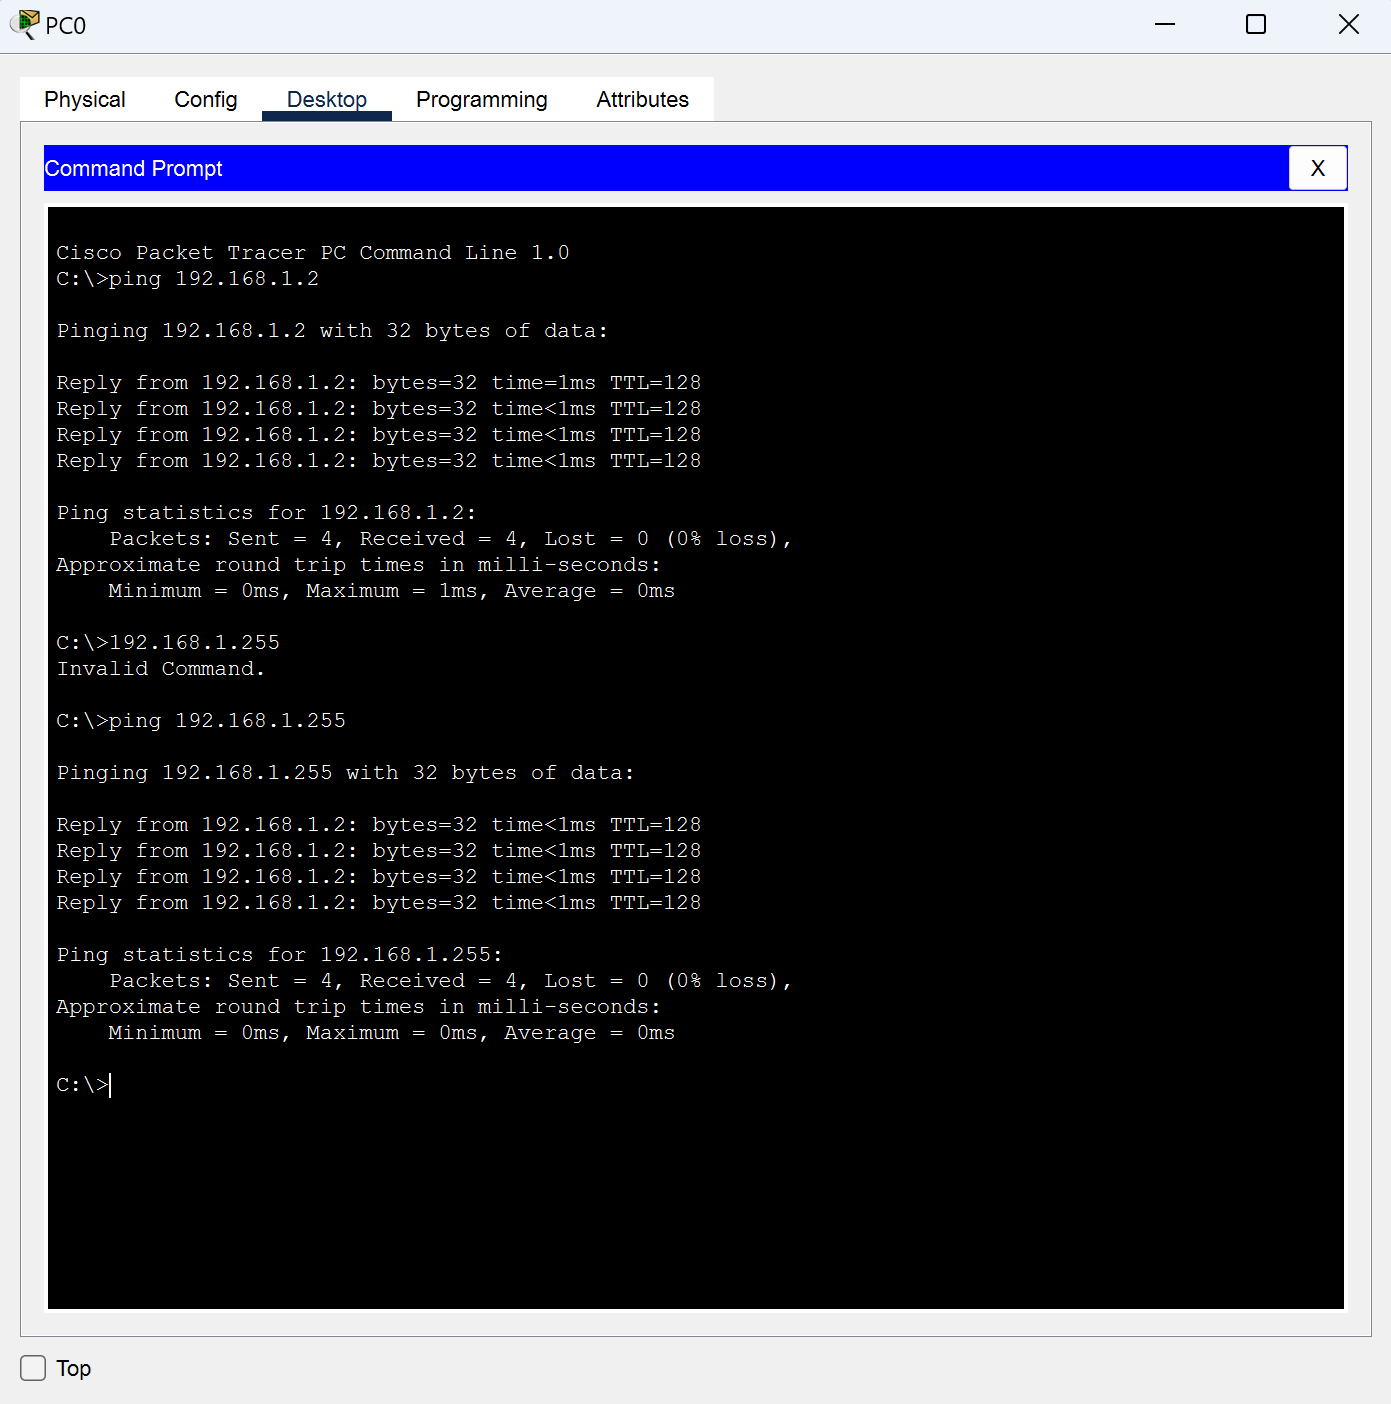 PC0
Physical Config Desktop Programming Attributes
Command Prompt X
Cisco Packet Tracer PC Command Line 1.0
C:\>ping 192.168.1.2
Pinging 192.168.1.2 with 32 bytes of data:
Reply from 192.168.1.2: bytes=32 time=1ms TTL=128
Reply from 192.168.1.2: bytes=32 time<1ms TTL=128
Reply from 192.168.1.2: bytes=32 time<1ms TTL=128
Reply from 192.168.1.2: bytes=32 time<1ms TTL=128
Ping statistics for 192.168.1.2:
Packets: Sent = 4, Received = 4, Lost = 0 (0% loss),
Approximate round trip times in milli-seconds:
Minimum = 0ms, Maximum = 1ms, Average = 0ms
C:\>192.168.1.255
Invalid Command.
C:\>ping 192.168.1.255
Pinging 192.168.1.255 with 32 bytes of data:
Reply from 192.168.1.2: bytes=32 time<1ms TTL=128
Reply from 192.168.1.2: bytes=32 time<1ms TTL=128
Reply from 192.168.1.2: bytes=32 time<1ms TTL=128
Reply from 192.168.1.2: bytes=32 time<1ms TTL=128
Ping statistics for 192.168.1.255:
Packets: Sent = 4, Received = 4, Lost = 0 (0% loss),
Approximate round trip times in milli-seconds:
Minimum = 0ms, Maximum = 0ms, Average = 0ms
C:\>
Top